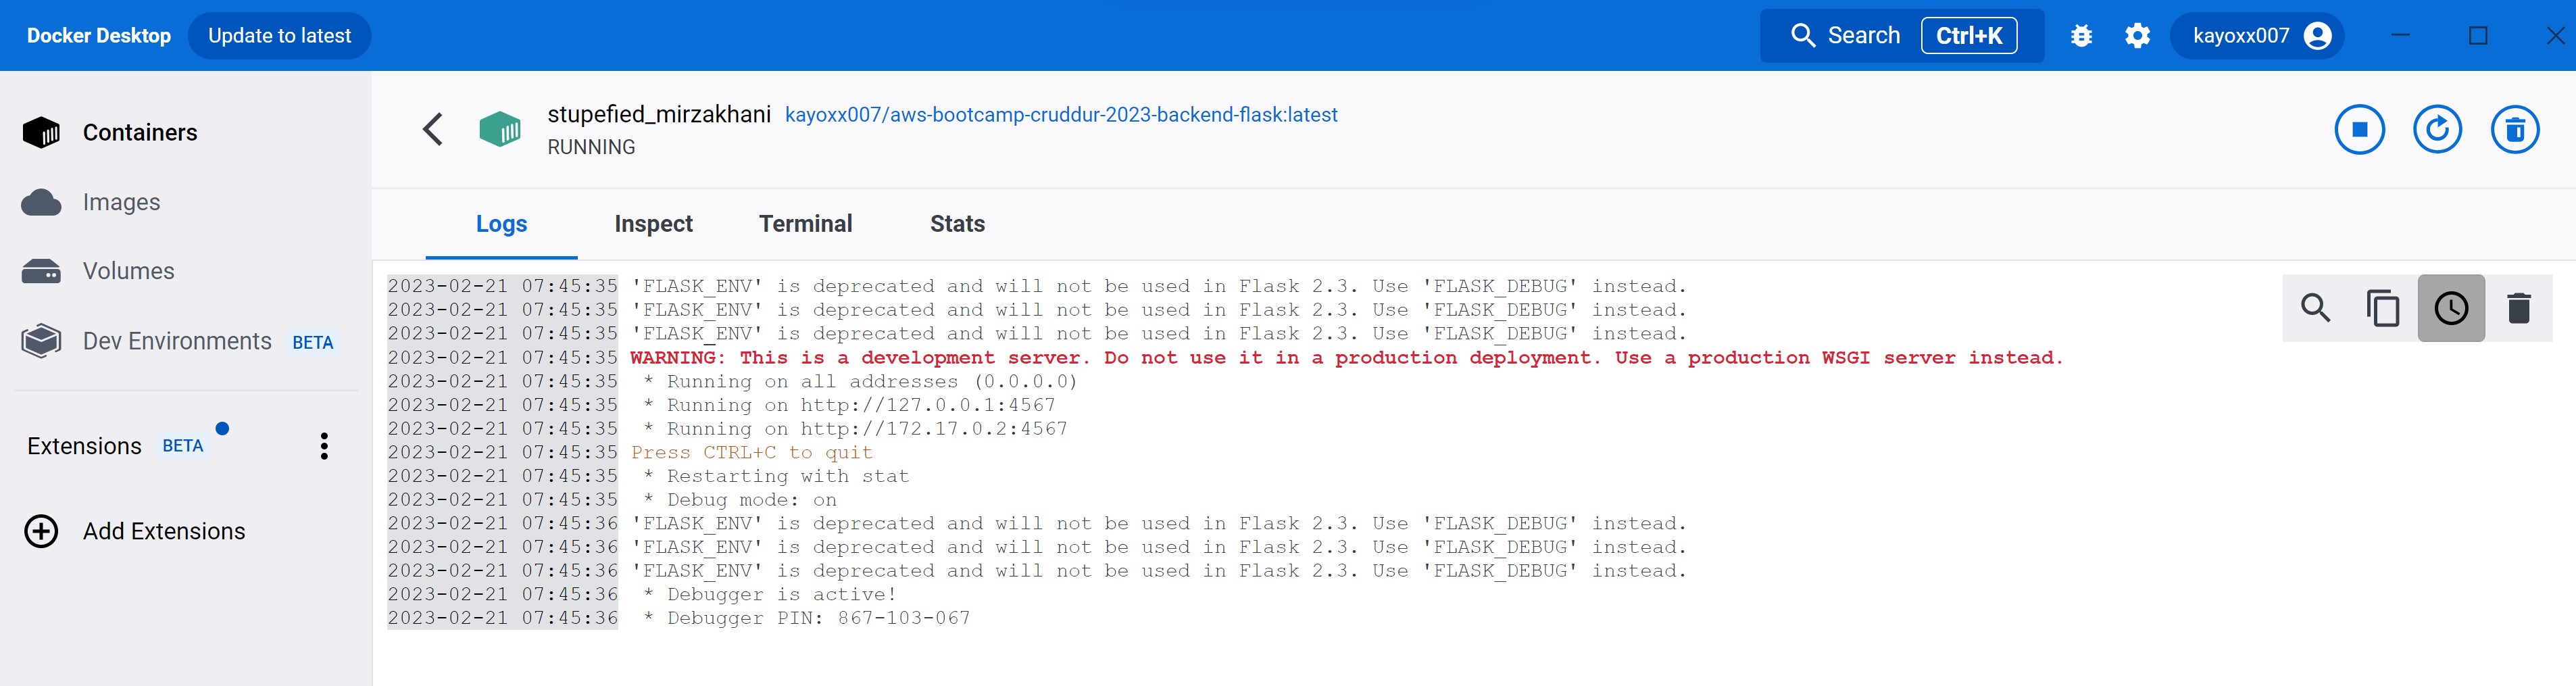 Docker Desktop Update to latest Search Ctrl+K kayoxx007
Containers
Images
Volumes
Dev Environments BETA
Extensions BETA
Add Extensions
stupefied_mirzakhani kayoxx007/aws-bootcamp-cruddur-2023-backend-flask:latest
RUNNING
Logs Inspect Terminal Stats
2023-02-21 07:45:35 'FLASK_ENV' is deprecated and will not be used in Flask 2.3. Use 'FLASK_DEBUG' instead.
2023-02-21 07:45:35 'FLASK_ENV' is deprecated and will not be used in Flask 2.3. Use 'FLASK_DEBUG' instead.
2023-02-21 07:45:35 'FLASK_ENV' is deprecated and will not be used in Flask 2.3. Use 'FLASK_DEBUG' instead.
2023-02-21 07:45:35 WARNING: This is a development server. Do not use it in a production deployment. Use a production WSGI server instead.
2023-02-21 07:45:35  * Running on all addresses (0.0.0.0)
2023-02-21 07:45:35  * Running on http://127.0.0.1:4567
2023-02-21 07:45:35  * Running on http://172.17.0.2:4567
2023-02-21 07:45:35 Press CTRL+C to quit
2023-02-21 07:45:35  * Restarting with stat
2023-02-21 07:45:35  * Debug mode: on
2023-02-21 07:45:36 'FLASK_ENV' is deprecated and will not be used in Flask 2.3. Use 'FLASK_DEBUG' instead.
2023-02-21 07:45:36 'FLASK_ENV' is deprecated and will not be used in Flask 2.3. Use 'FLASK_DEBUG' instead.
2023-02-21 07:45:36 'FLASK_ENV' is deprecated and will not be used in Flask 2.3. Use 'FLASK_DEBUG' instead.
2023-02-21 07:45:36  * Debugger is active!
2023-02-21 07:45:36  * Debugger PIN: 867-103-067